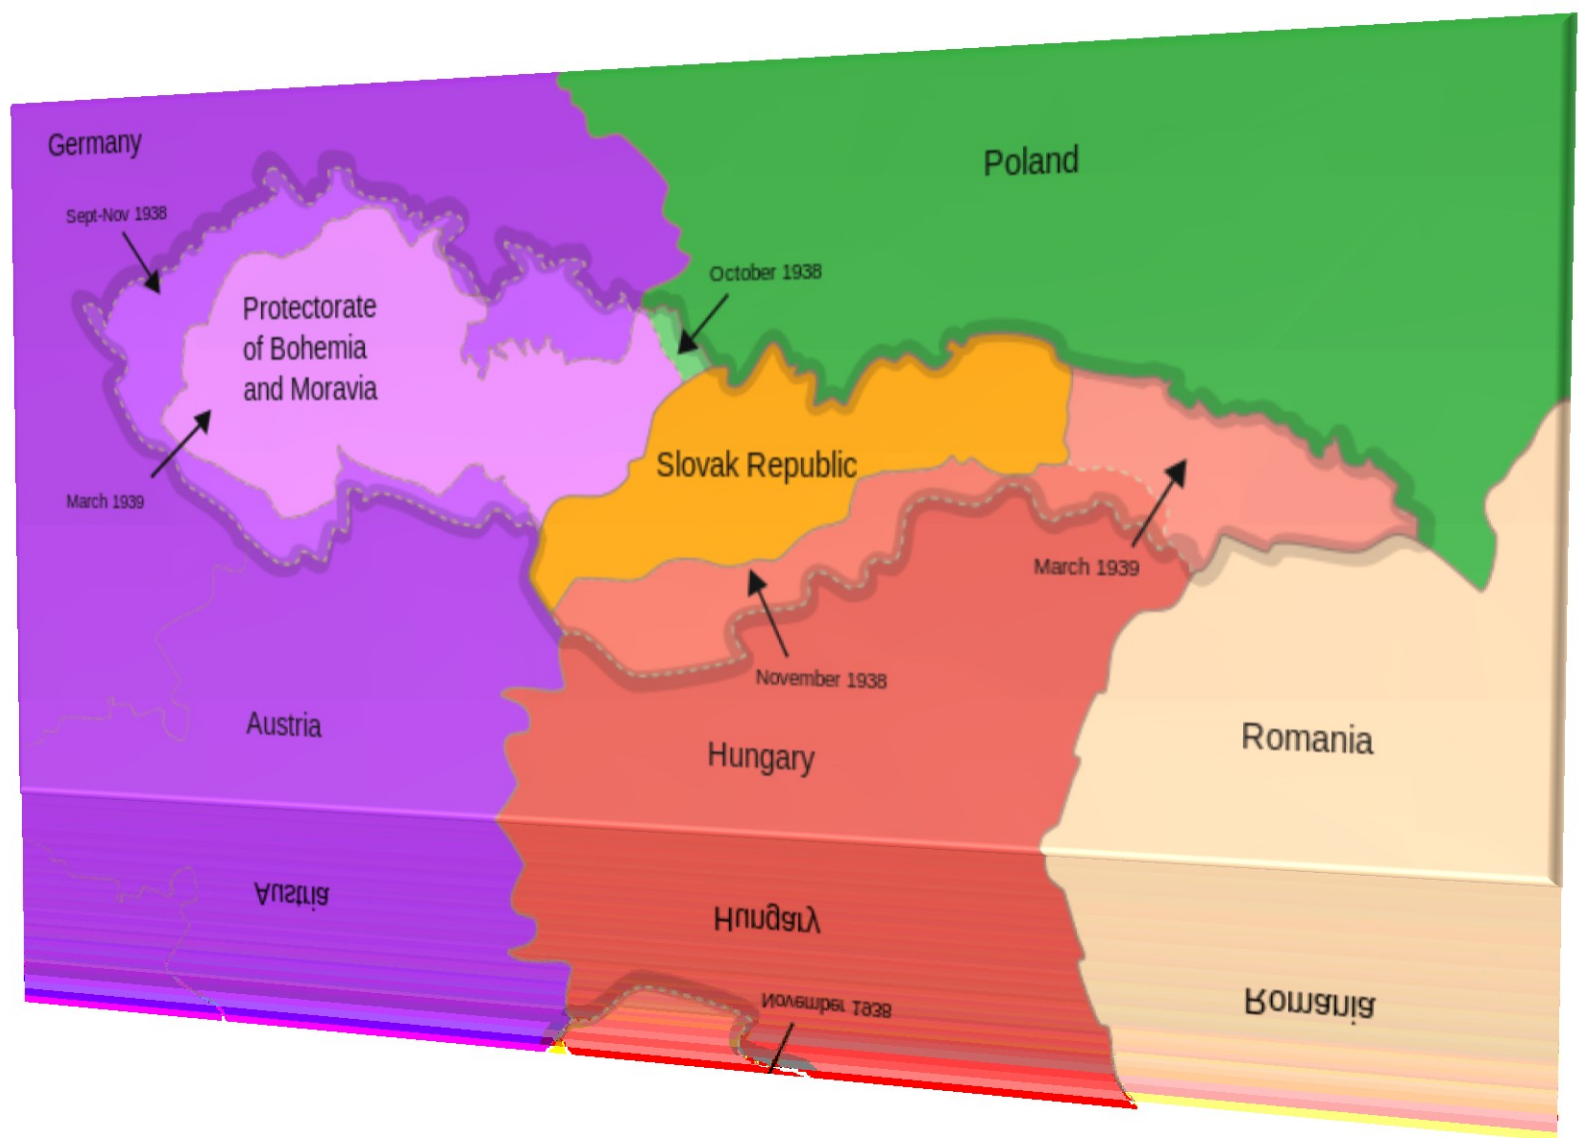 Germany
Poland
Sept-Nov 1938
October 1938
Protectorate
of Bohemia
and Moravia
Slovak Republic
March 1939
March 1939
November 1938
Austria
Hungary
Romania
Austria
Hungary
November 1938
Romania